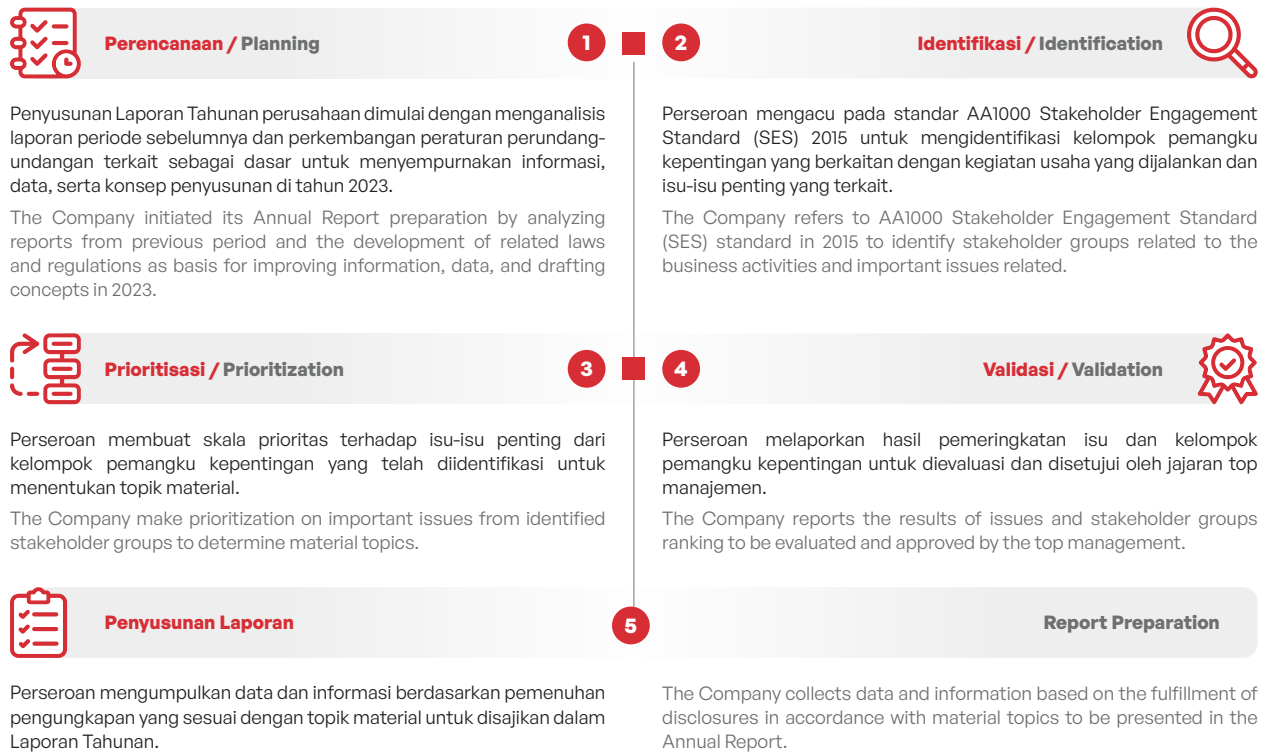 Perencanaan / Planning
1
Penyusunan Laporan Tahunan perusahaan dimulai dengan menganalisis
laporan periode sebelumnya dan perkembangan peraturan perundang-
undangan terkait sebagai dasar untuk menyempurnakan informasi,
data, serta konsep penyusunan di tahun 2023.
The Company initiated its Annual Report preparation by analyzing
reports from previous period and the development of related laws
and regulations as basis for improving information, data, and drafting
concepts in 2023.
2
Identifikasi / Identification
Perseroan mengacu pada standar AA1000 Stakeholder Engagement
Standard (SES) 2015 untuk mengidentifikasi kelompok pemangku
kepentingan yang berkaitan dengan kegiatan usaha yang dijalankan dan
isu-isu penting yang terkait.
The Company refers to AA1000 Stakeholder Engagement Standard
(SES) standard in 2015 to identify stakeholder groups related to the
business activities and important issues related.
Prioritisasi / Prioritization
3
Perseroan membuat skala prioritas terhadap isu-isu penting dari
kelompok pemangku kepentingan yang telah diidentifikasi untuk
menentukan topik material.
The Company make prioritization on important issues from identified
stakeholder groups to determine material topics.
4
Validasi / Validation
Perseroan melaporkan hasil pemeringkatan isu dan kelompok
pemangku kepentingan untuk dievaluasi dan disetujui oleh jajaran top
manajemen.
The Company reports the results of issues and stakeholder groups
ranking to be evaluated and approved by the top management.
Penyusunan Laporan
5
Report Preparation
Perseroan mengumpulkan data dan informasi berdasarkan pemenuhan
pengungkapan yang sesuai dengan topik material untuk disajikan dalam
Laporan Tahunan.
The Company collects data and information based on the fulfillment of
disclosures in accordance with material topics to be presented in the
Annual Report.